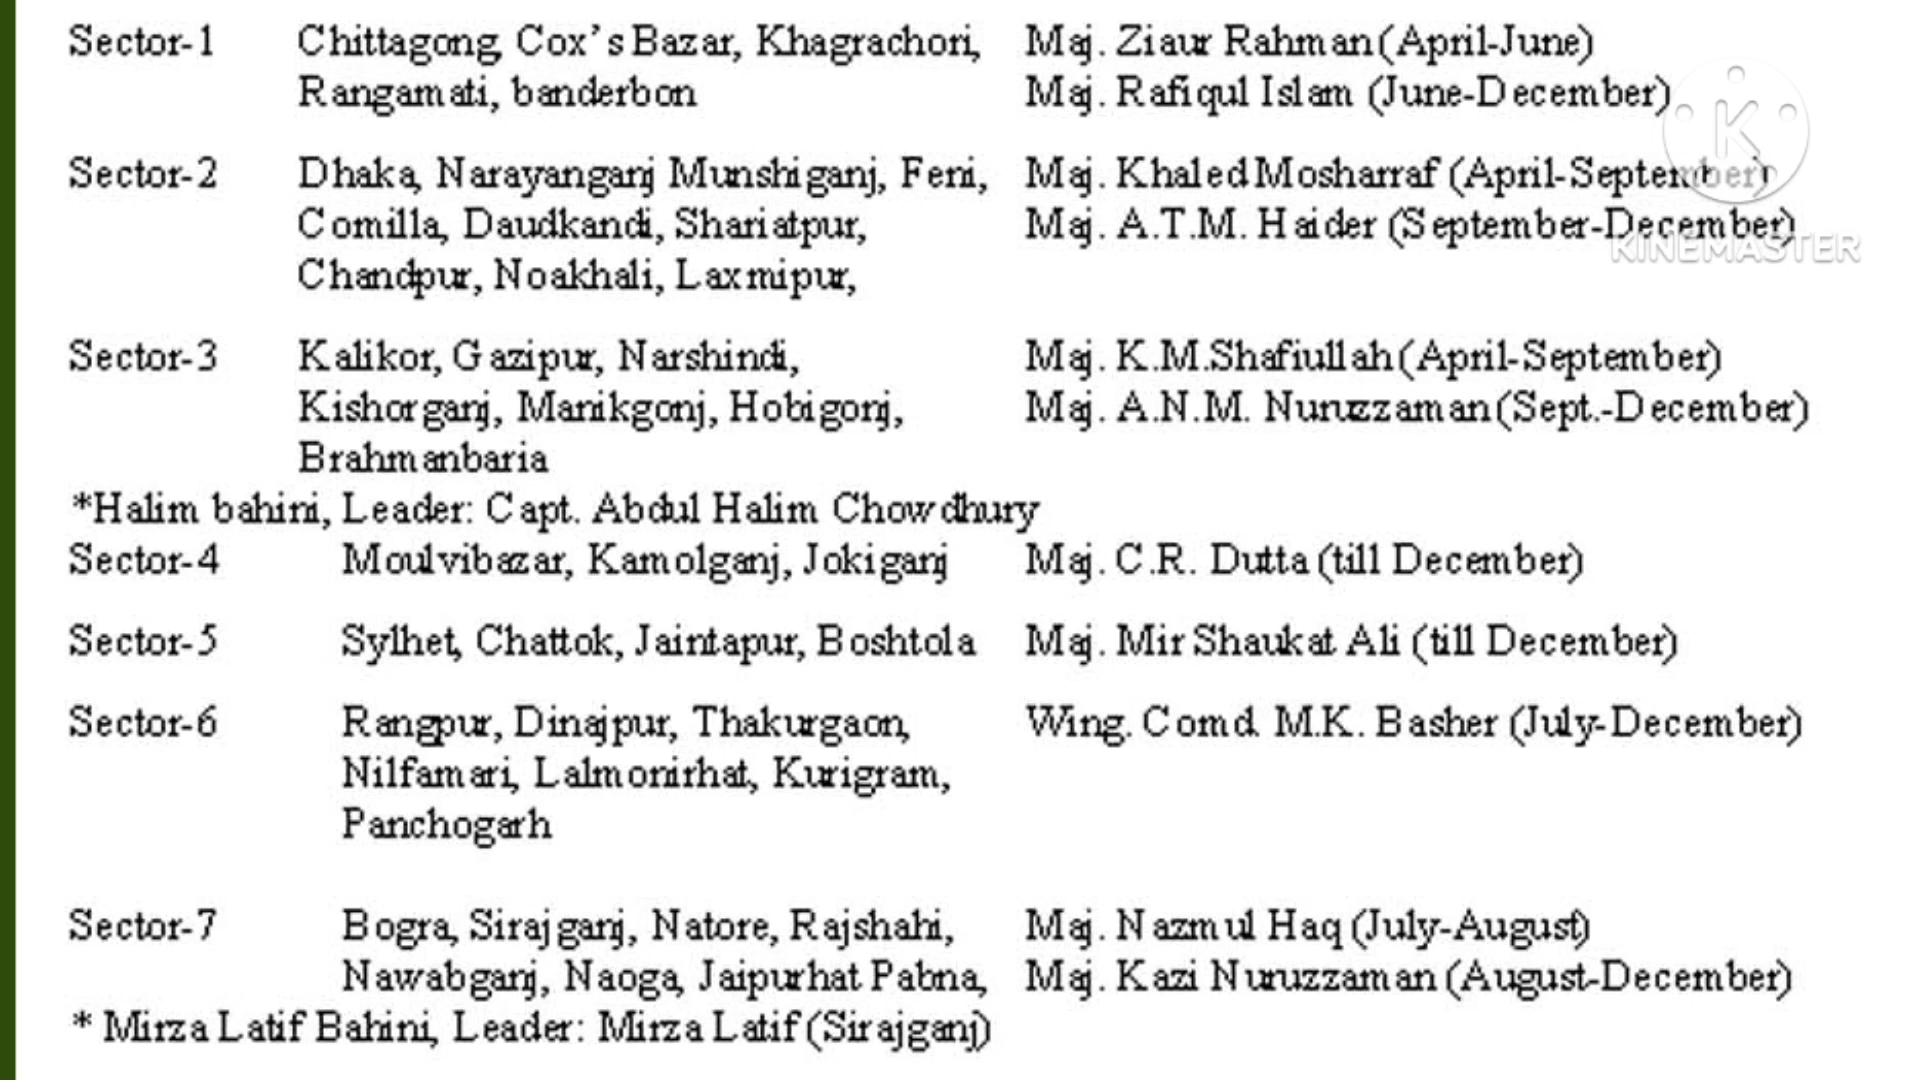 Sector-1 Chittagong, Cox's Bazar, Khagrachori, Maj. Ziaur Rahman (April-June)
Rangamati, banderbon Maj. Rafiqul Islam (June-December)
Sector-2 Dhaka, Narayanganj Munshiganj, Feni, Maj. Khaled Mosharraf (April-September)
Comilla, Daudkandi, Shariatpur, Maj. A.T.M. Haider (September-December)
Chandpur, Noakhali, Laxmipur,
KINEMASTER
Sector-3 Kalikor, Gazipur, Narshindi, Maj. K.M.Shafiullah (April-September)
Kishorganj, Manikgonj, Hobigonj, Maj. A.N.M. Nuruzzaman (Sept.-December)
Brahmanbaria
*Halim bahini, Leader: Capt. Abdul Halim Chowdhury
Sector-4 Moulvibazar, Kamolganj, Jokiganj Maj. C.R. Dutta (till December)
Sector-5 Sylhet, Chattok, Jaintapur, Boshtola Maj. Mir Shaukat Ali (till December)
Sector-6 Rangpur, Dinajpur, Thakurgaon, Wing. Comd. M.K. Basher (July-December)
Nilfamari, Lalmonirhat, Kurigram,
Panchogarh
Sector-7 Bogra, Sirajganj, Natore, Rajshahi, Maj. Nazmul Haq (July-August)
Nawabganj, Naoga, Jaipurhat Pabna, Maj. Kazi Nuruzzaman (August-December)
* Mirza Latif Bahini, Leader: Mirza Latif (Sirajganj)